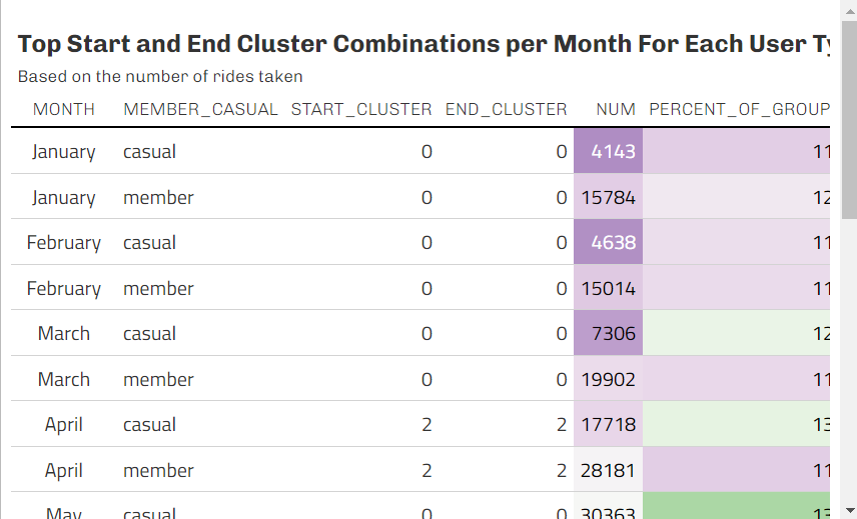 Top Start and End Cluster Combinations per Month For Each User
Based on the number of rides taken
MONTH MEMBER_CASUAL START_CLUSTER END_CLUSTER NUM PERCENT_OF_GROUP
January casual 0 0 4143 11
January member 0 0 15784 12
February casual 0 0 4638 11
February member 0 0 15014 11
March casual 0 0 7306 12
March member 0 0 19902 11
April casual 2 2 17718 13
April member 2 2 28181 11
May casual 0 0 30363 13